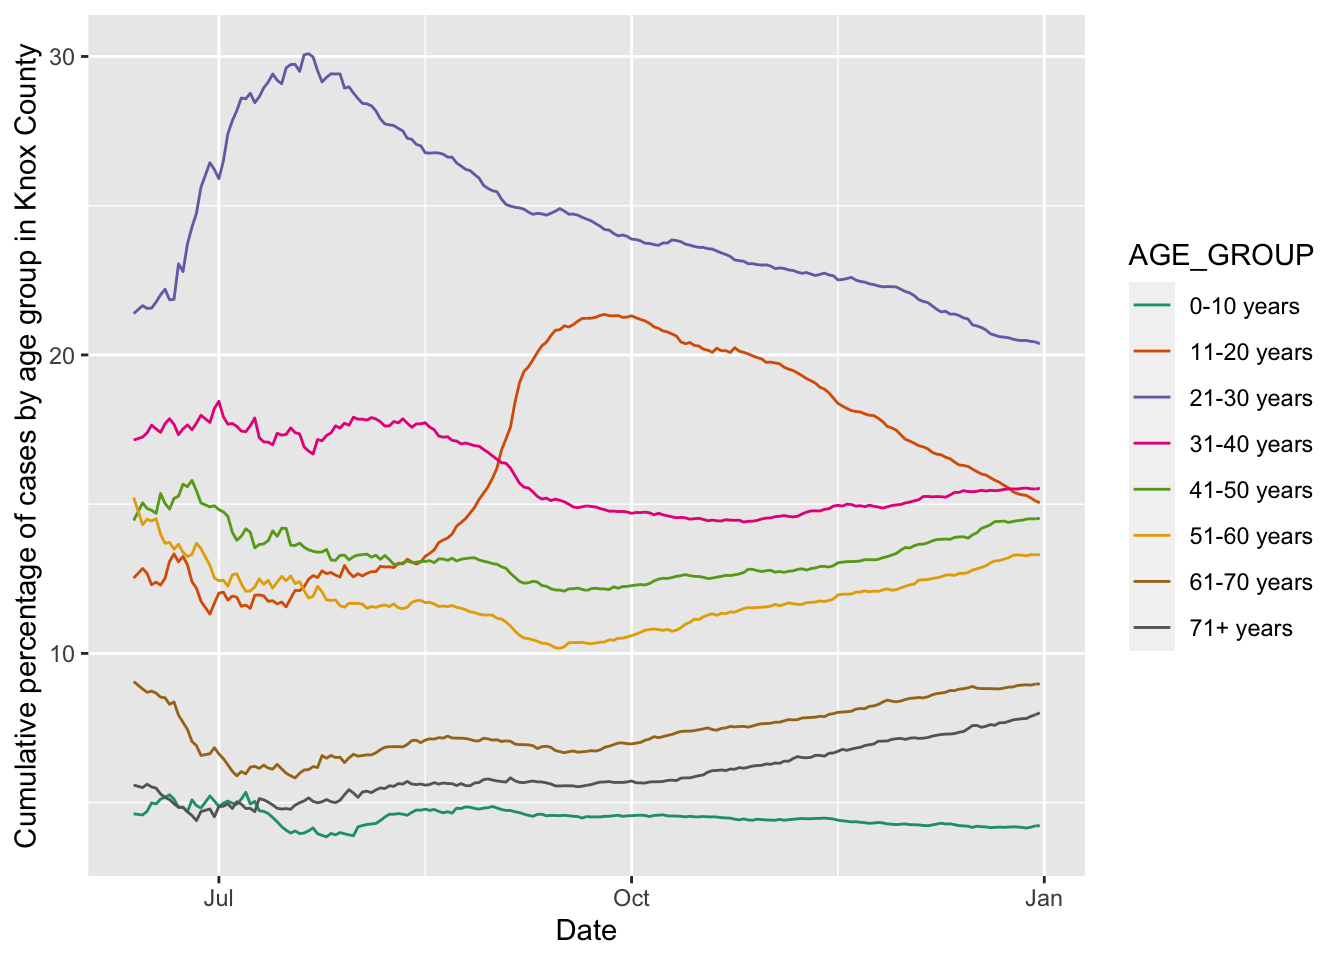 Cumulative percentage of cases by age group in Knox County
30
20
10
Jul
Oct
Jan
Date
AGE_GROUP
0-10 years
11-20 years
21-30 years
31-40 years
41-50 years
51-60 years
61-70 years
71+ years